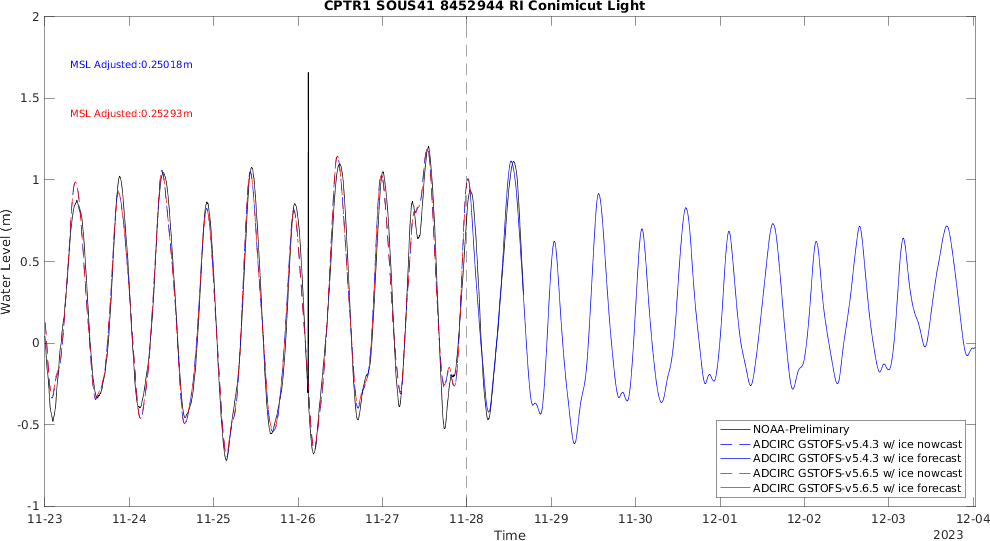 CPTR1 SOUS41 8452944 RI Conimicut Light
2
1.5
1
0.5
0
-0.5
-1
Water Level (m)
MSL Adjusted:0.25018m
MSL Adjusted:0.25293m
NOAA-Preliminary
ADCIRC GSTOFS-v5.4.3 w/ ice nowcast
ADCIRC GSTOFS-v5.4.3 w/ ice forecast
ADCIRC GSTOFS-v5.6.5 w/ ice nowcast
ADCIRC GSTOFS-v5.6.5 w/ ice forecast
11-23 11-24 11-25 11-26 11-27 11-28 11-29 11-30 12-01 12-02 12-03 12-04
Time
2023